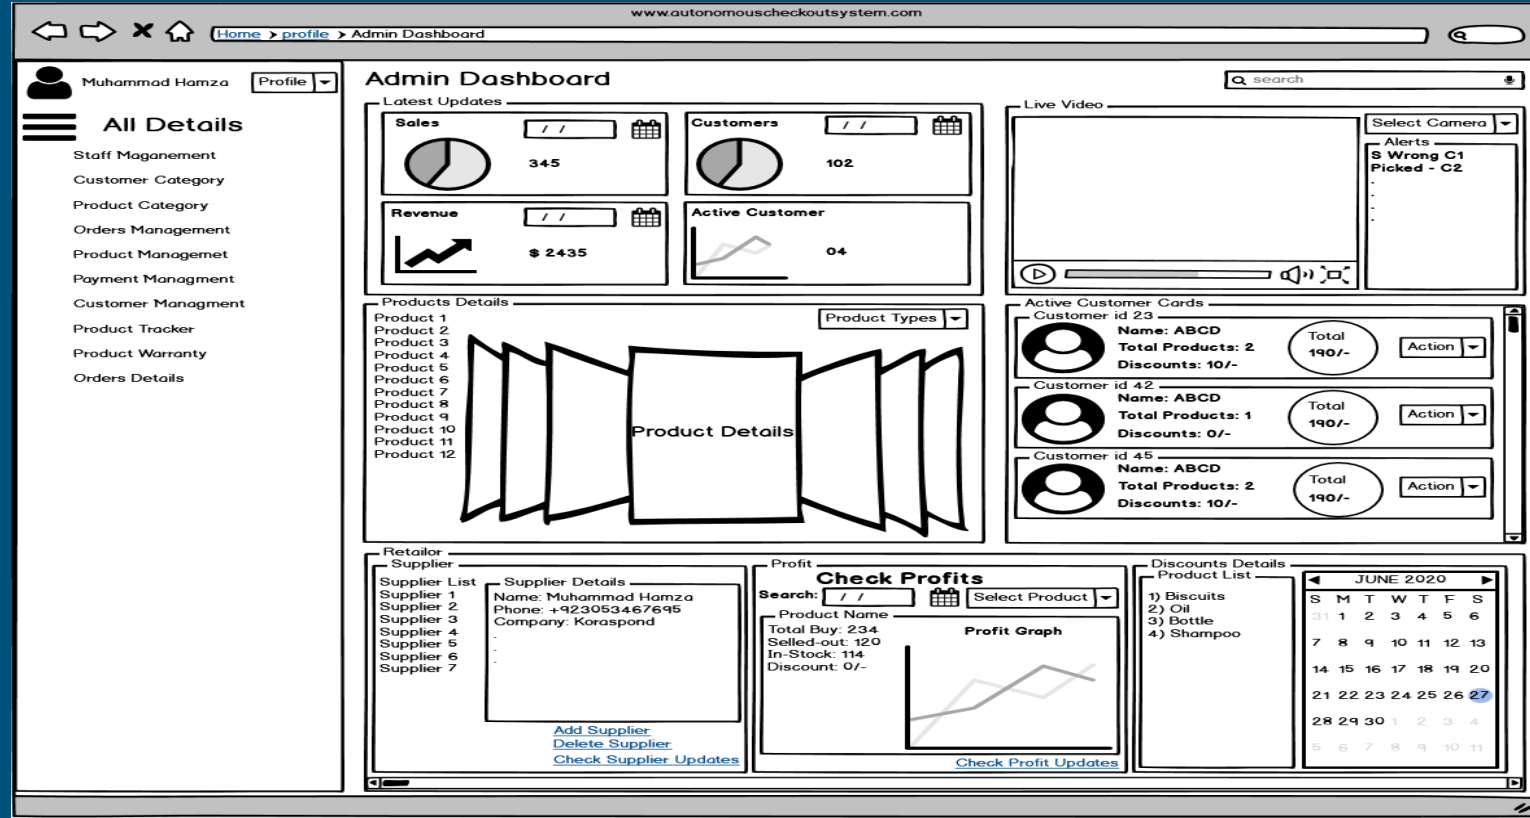 www.autonomouscheckoutsystem.com
Home > profile > Admin Dashboard
Muhammad Hamza
Profile
All Details
Staff Maganement
Customer Category
Product Category
Orders Management
Product Managemet
Payment Managment
Customer Managment
Product Tracker
Product Warranty
Orders Details
Admin Dashboard
search
Latest Updates
Sales
/ /
345
Customers
/ /
102
Revenue
/ /
$ 2435
Active Customer
04
Live Video
Select Camera
Alerts
S Wrong C1
Picked - C2
.
.
.
.
Products Details
Product 1
Product 2
Product 3
Product 4
Product 5
Product 6
Product 7
Product 8
Product 9
Product 10
Product 11
Product 12
Product Types
Product Details
Active Customer Cards
Customer id 23
Name: ABCD
Total Products: 2
Discounts: 10/-
Total
190/-
Action
Customer id 42
Name: ABCD
Total Products: 1
Discounts: 0/-
Total
190/-
Action
Customer id 45
Name: ABCD
Total Products: 2
Discounts: 10/-
Total
190/-
Action
Retailor
Supplier
Supplier List
Supplier 1
Supplier 2
Supplier 3
Supplier 4
Supplier 5
Supplier 6
Supplier 7
Supplier Details
Name: Muhammad Hamza
Phone: +923053467695
Company: Koraspond
.
.
.
Add Supplier
Delete Supplier
Check Supplier Updates
Profit
Check Profits
Search: / /
Select Product
Product Name
Total Buy: 234
Selled-out: 120
In-Stock: 114
Discount: 0/-
Profit Graph
Check Profit Updates
Discounts Details
Product List
1) Biscuits
2) Oil
3) Bottle
4) Shampoo
JUNE 2020
S M T W T F S
31 1 2 3 4 5 6
7 8 9 10 11 12 13
14 15 16 17 18 19 20
21 22 23 24 25 26 27
28 29 30 1 2 3 4
5 6 7 8 9 10 11